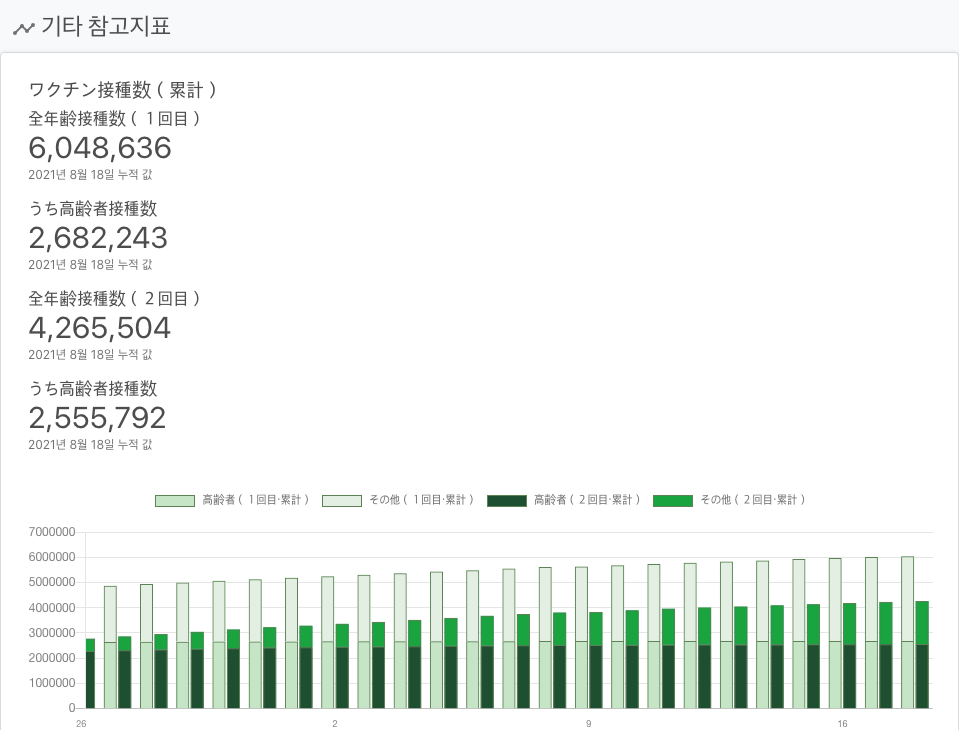 기타 참고지표
ワクチン接種数(累計)
全年齢接種数(１回目)
6,048,636
2021년 8월 18일 누적 값
うち高齢者接種数
2,682,243
2021년 8월 18일 누적 값
全年齢接種数(２回目)
4,265,504
2021년 8월 18일 누적 값
うち高齢者接種数
2,555,792
2021년 8월 18일 누적 값
高齢者(１回目·累計) その他(１回目·累計) 高齢者(２回目·累計) その他(２回目·累計)
7000000
6000000
5000000
4000000
3000000
2000000
1000000
0
26 2 9 16